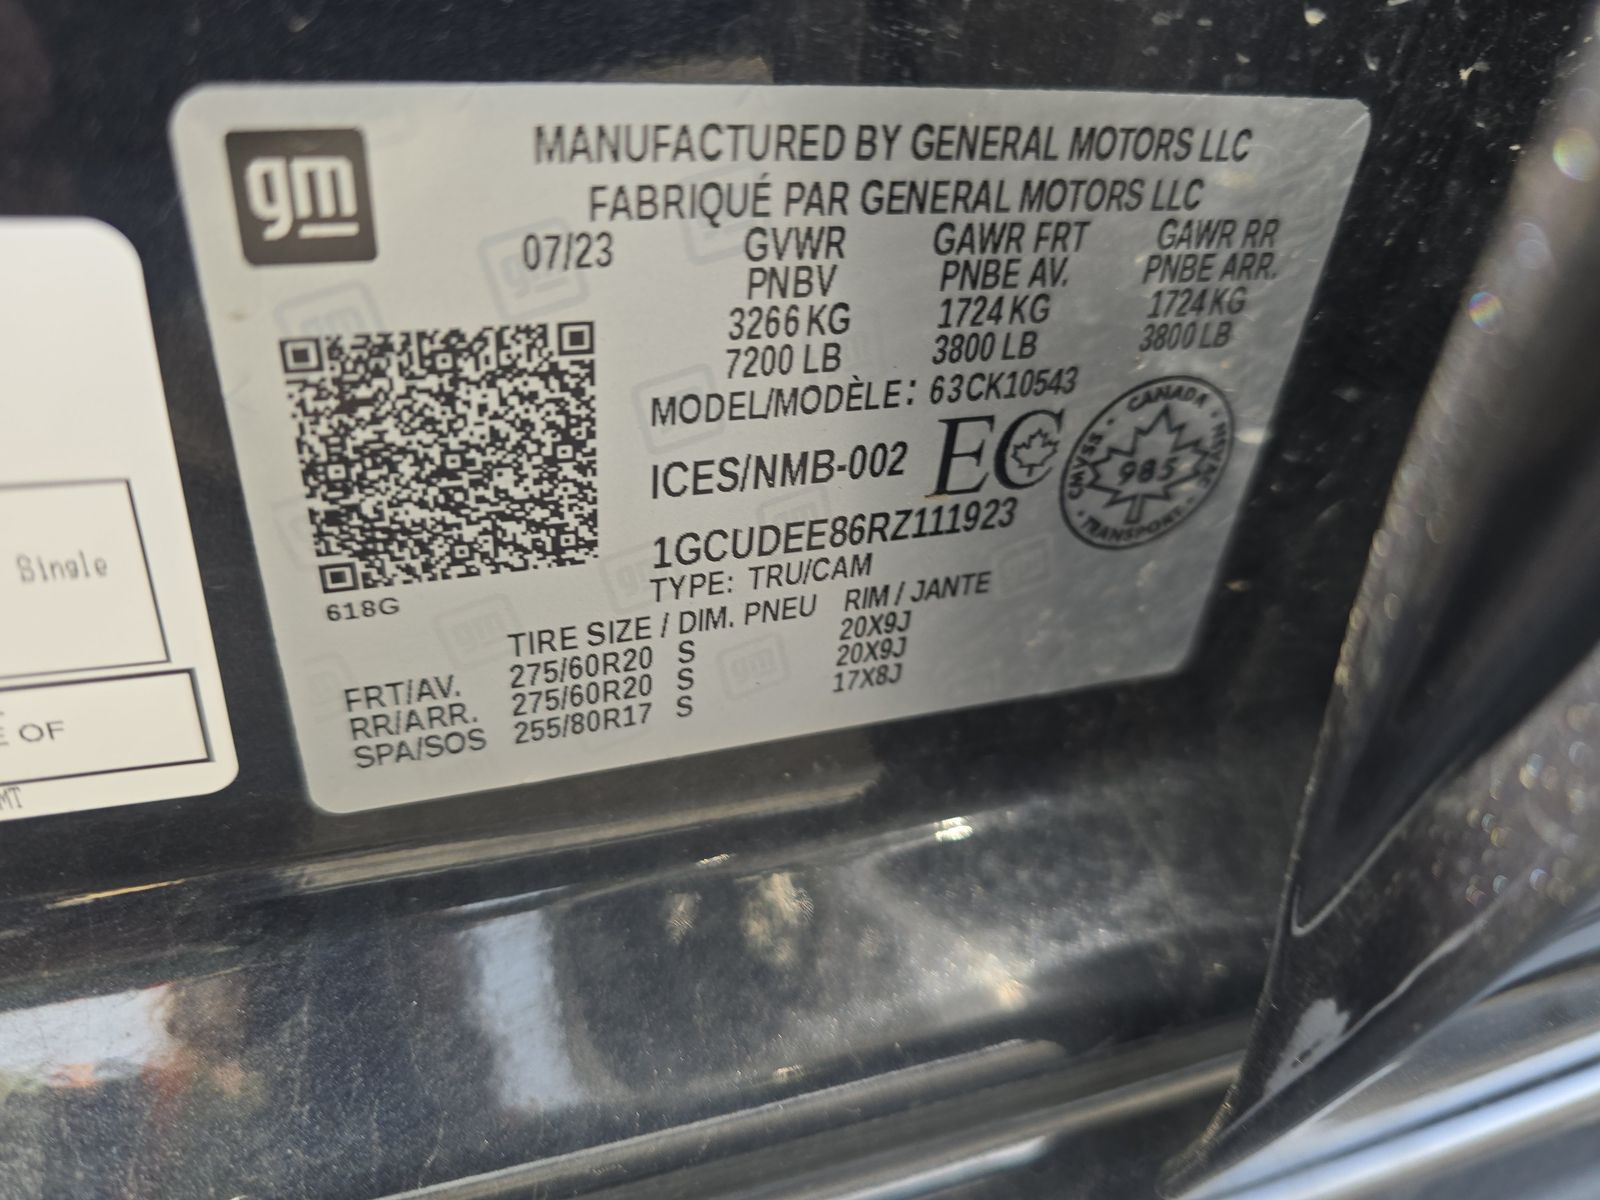 gm
MANUFACTURED BY GENERAL MOTORS LLC
FABRIQUÉ PAR GENERAL MOTORS LLC
07/23 GVWR GAWR FRT GAWR RR
PNBV PNBE AV. PNBE ARR.
3266 KG 1724 KG 1724 KG
7200 LB 3800 LB 3800 LB
MODEL/MODÈLE: 63CK10543
ICES/NMB-002 EC
CANADA · MSVAC · TRANSPORT · CMVSS
985
1GCUDEE86RZ111923
TYPE: TRU/CAM
618G
TIRE SIZE / DIM. PNEU RIM / JANTE
FRT/AV. 275/60R20 S 20X9J
RR/ARR. 275/60R20 S 20X9J
SPA/SOS 255/80R17 S 17X8J
Single
OF